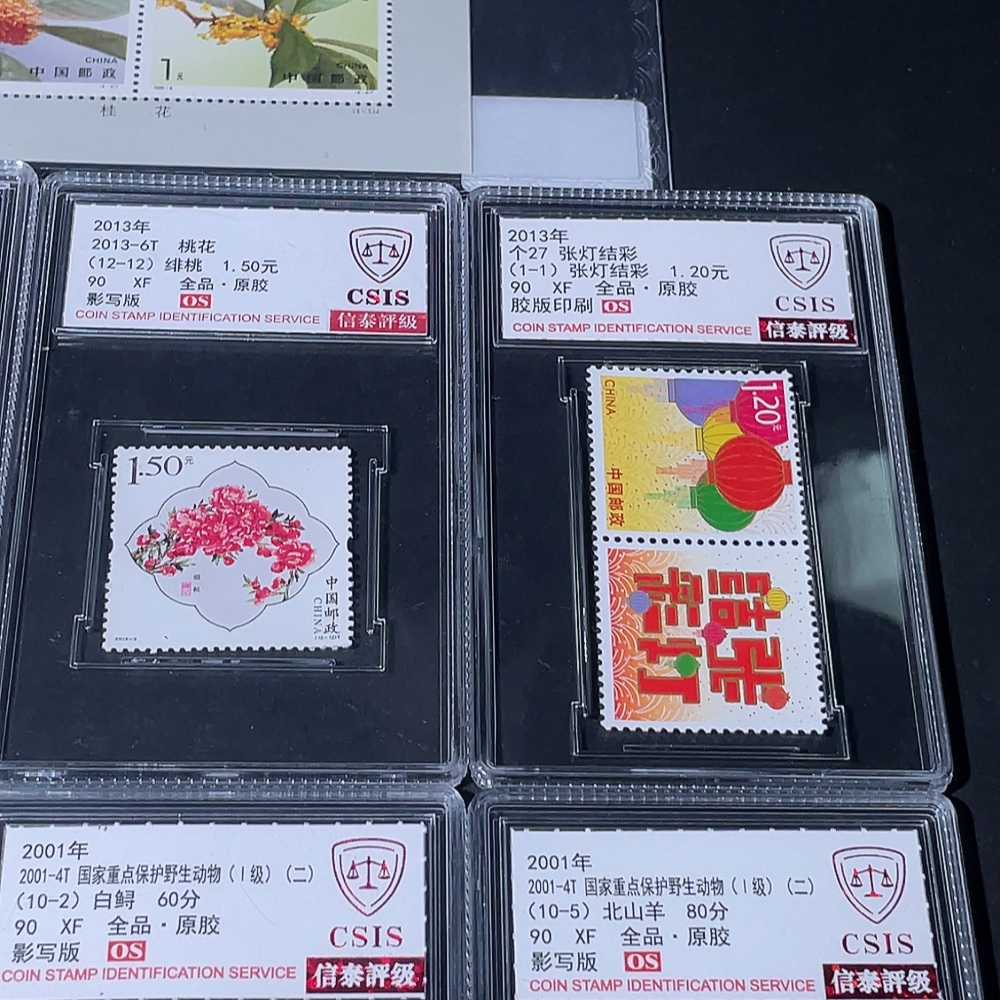 CHINA
中国邮政
1元
CHINA
中国邮政
桂 花
2013年
2013-6T 桃花
(12-12) 绯桃 1.50元
90 XF 全品·原胶
影写版 OS
CSIS
COIN STAMP IDENTIFICATION SERVICE
信泰評級
1.50元
中国邮政
CHINA
(12-12)T
2013年
个27 张灯结彩
(1-1) 张灯结彩 1.20元
90 XF 全品·原胶
胶版印刷 OS
CSIS
COIN STAMP IDENTIFICATION SERVICE
信泰評級
1.20元
CHINA
中国邮政
张灯结彩
2001年
2001-4T 国家重点保护野生动物（Ⅰ级）（二）
(10-2) 白鲟 60分
90 XF 全品·原胶
影写版 OS
CSIS
COIN STAMP IDENTIFICATION SERVICE
信泰評級
2001年
2001-4T 国家重点保护野生动物（Ⅰ级）（二）
(10-5) 北山羊 80分
90 XF 全品·原胶
影写版 OS
CSIS
COIN STAMP IDENTIFICATION SERVICE
信泰評級